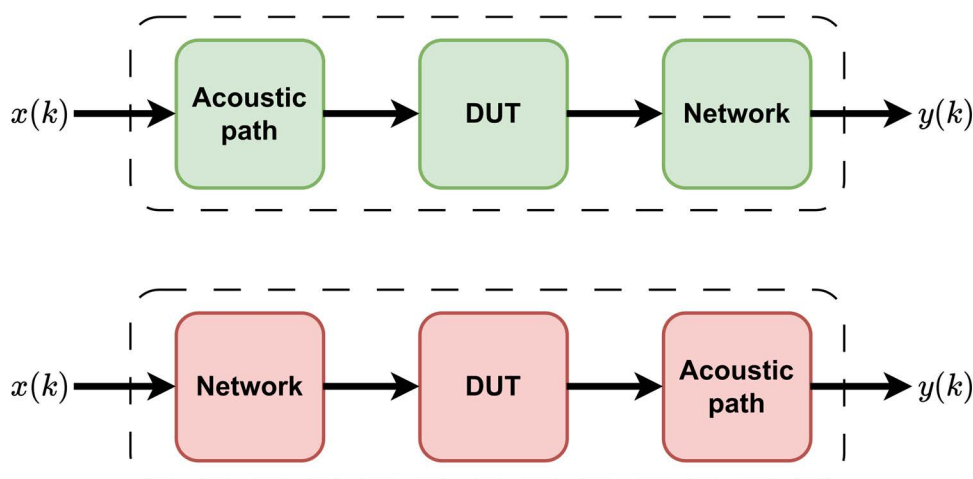 x(k)
Acoustic
path
DUT
Network
y(k)
x(k)
Network
DUT
Acoustic
path
y(k)